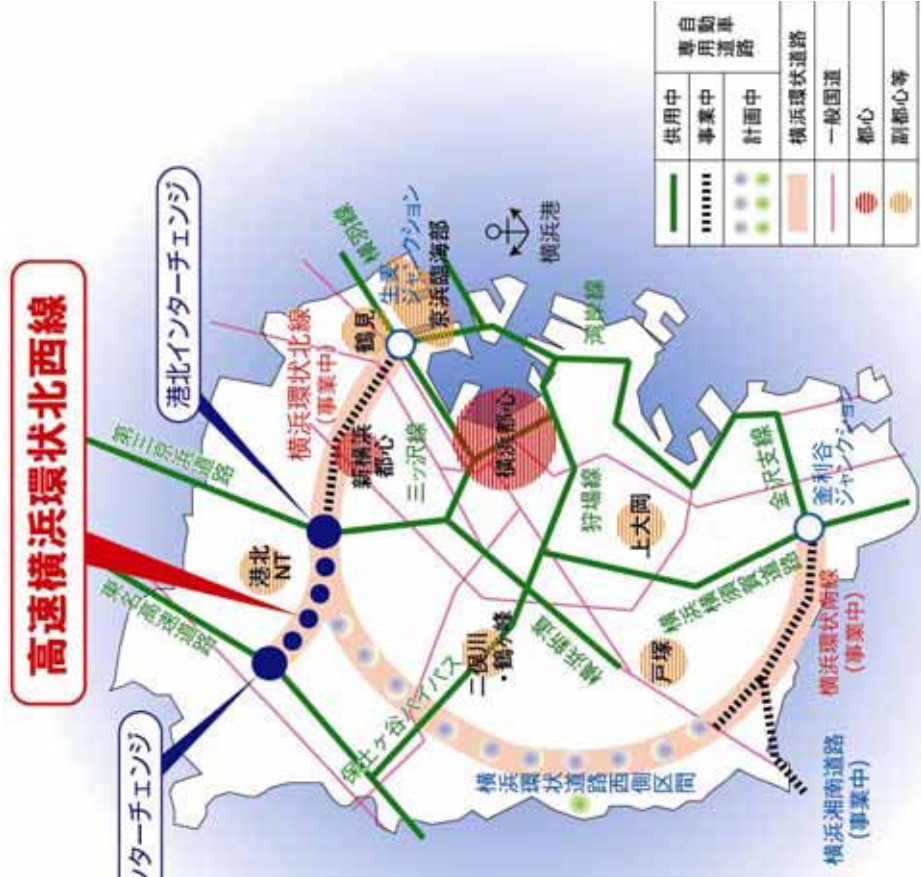 高速横浜環状北西線
港北インターチェンジ
ンターチェンジ
第三京浜道路
東名高速道路
港北
NT
横浜環状北線
(事業中)
新横浜
都心
鶴見
横羽線
生麦
ジャンクション
京浜臨海部
横浜港
三ッ沢線
横浜都心
湾岸線
狩場線
上大岡
金沢支線
釜利谷
ジャンクション
保土ヶ谷バイパス
二俣川
・鶴ヶ峰
横浜新道
戸塚
横浜横須賀道路
横浜環状南線
(事業中)
横浜環状道路西側区間
横浜湘南道路
(事業中)
自動車
専用道路
供用中
事業中
計画中
横浜環状道路
一般国道
都心
副都心等